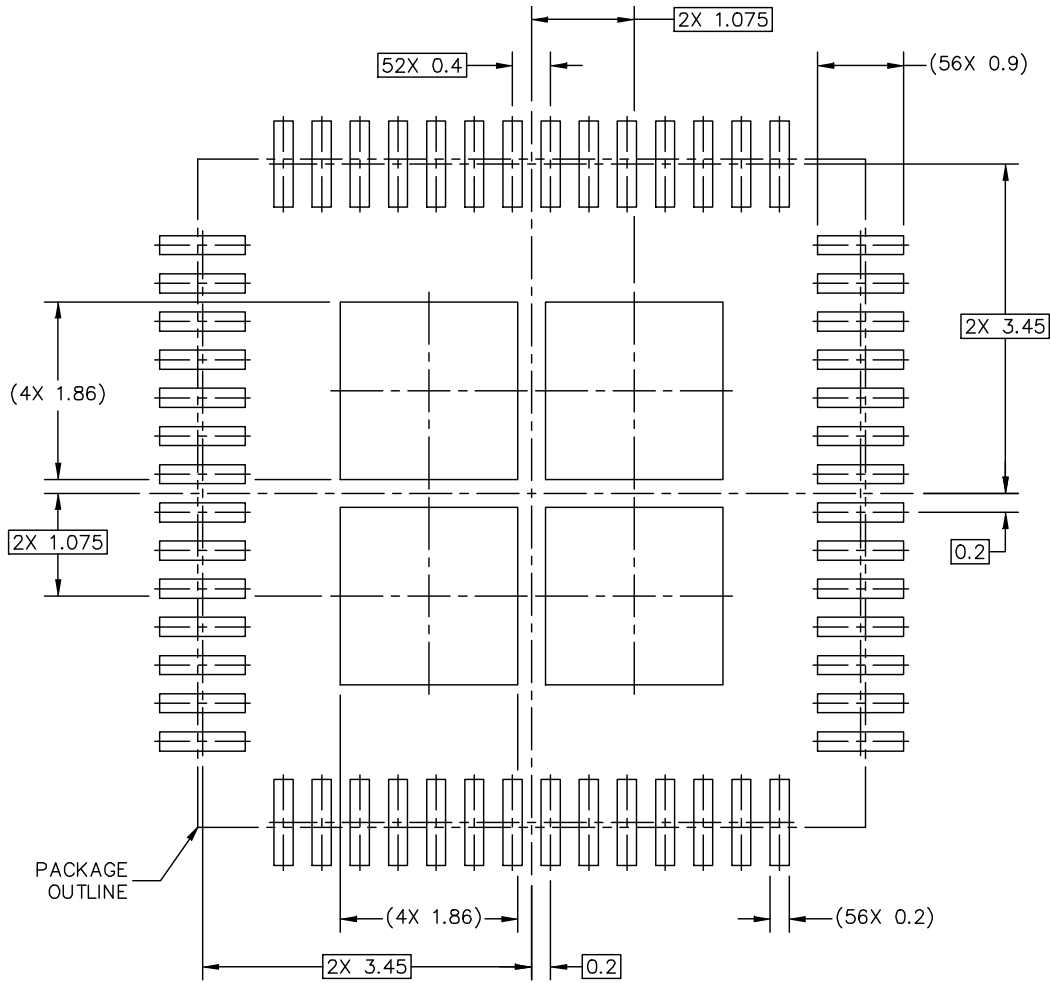 2X 1.075
52X 0.4
(56X 0.9)
2X 3.45
(4X 1.86)
2X 1.075
0.2
PACKAGE
OUTLINE
(4X 1.86)
(56X 0.2)
2X 3.45
0.2